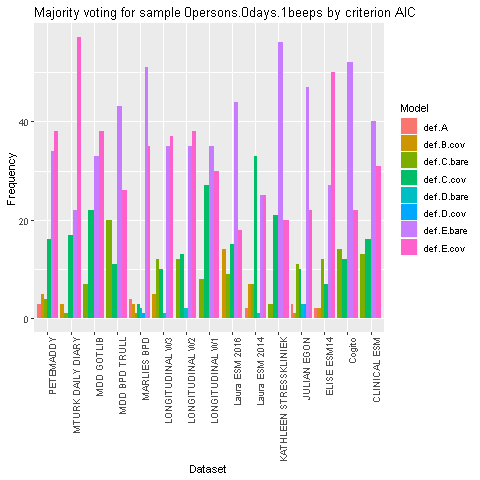 Majority voting for sample 0persons.0days.1beeps by criterion AIC
Frequency
40
20
0
PETEMADDY
MTURK DAILY DIARY
MDD GOTLIB
MDD BPD TRULL
MARLIES BPD
LONGITUDINAL W3
LONGITUDINAL W2
LONGITUDINAL W1
Laura ESM 2016
Laura ESM 2014
KATHLEEN STRESSKLINIEK
JULIAN EGON
ELISE ESM14
Cogito
CLINICAL ESM
Dataset
Model
def.A
def.B.cov
def.C.bare
def.C.cov
def.D.bare
def.D.cov
def.E.bare
def.E.cov